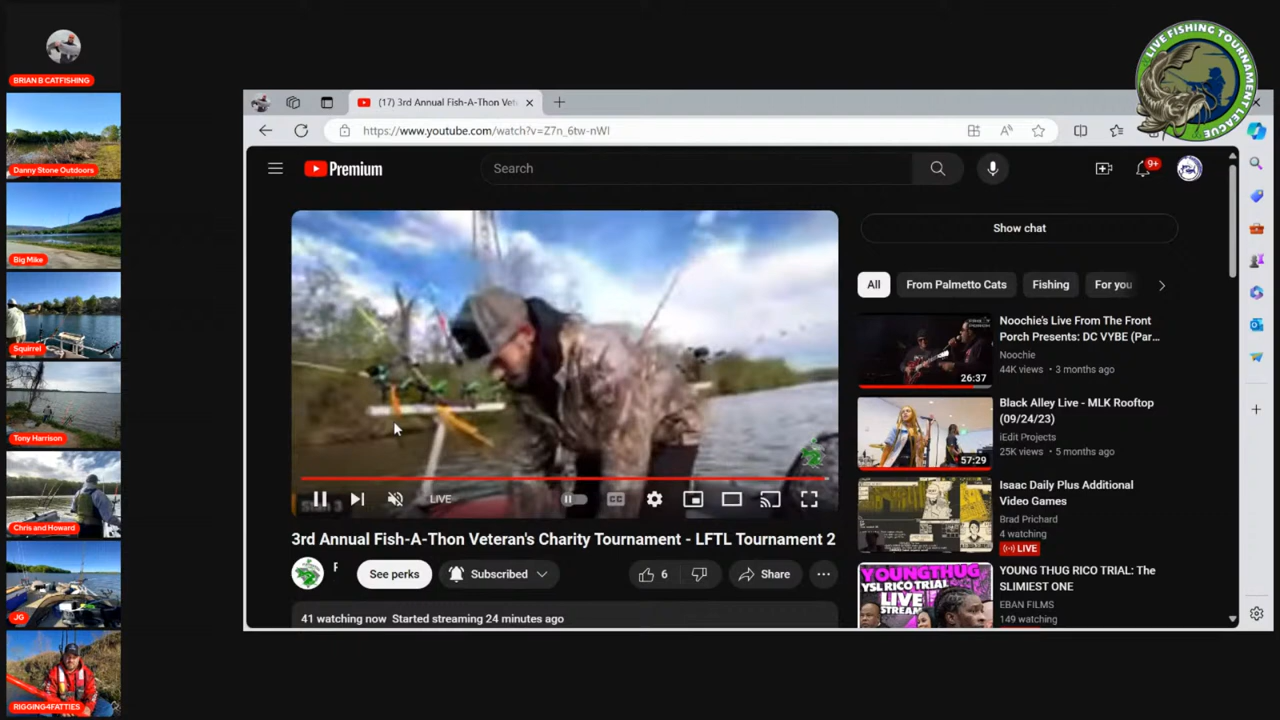 BRIAN B CATFISHING
Danny Stone Outdoors
Big Mike
Squirrel
Tony Harrison
Chris and Howard
JG
RIGGING4FATTIES
LIVE FISHING TOURNAMENT LEAGUE
(17) 3rd Annual Fish-A-Thon Vet
https://www.youtube.com/watch?v=Z7n_6tw-nWI
Premium
Search
9+
Show chat
All
From Palmetto Cats
Fishing
For you
LIVE
CC
3rd Annual Fish-A-Thon Veteran's Charity Tournament - LFTL Tournament 2
See perks
Subscribed
6
Share
41 watching now Started streaming 24 minutes ago
Noochie's Live From The Front
Porch Presents: DC VYBE (Par...
Noochie
44K views • 3 months ago
26:37
Black Alley Live - MLK Rooftop
(09/24/23)
iEdit Projects
25K views • 5 months ago
57:29
Isaac Daily Plus Additional
Video Games
Brad Prichard
4 watching
LIVE
YOUNG THUG RICO TRIAL: The
SLIMIEST ONE
EBAN FILMS
149 watching
YOUNGTHUG
YSL RICO TRIAL
LIVE
STREAM